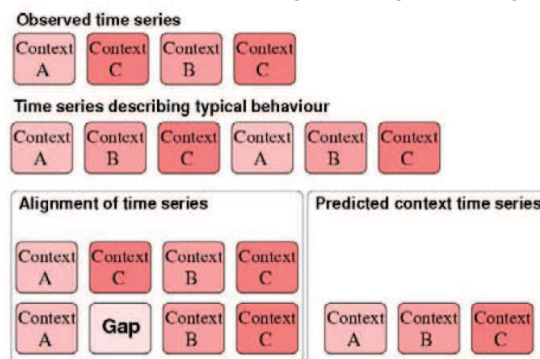 Observed time series
Context Context Context Context
A C B C
Time series describing typical behaviour
Context Context Context Context Context Context
A B C A B C
Alignment of time series
Context Context Context Context
A C B C
Context Gap Context Context
A B C
Predicted context time series
Context Context Context
A B C